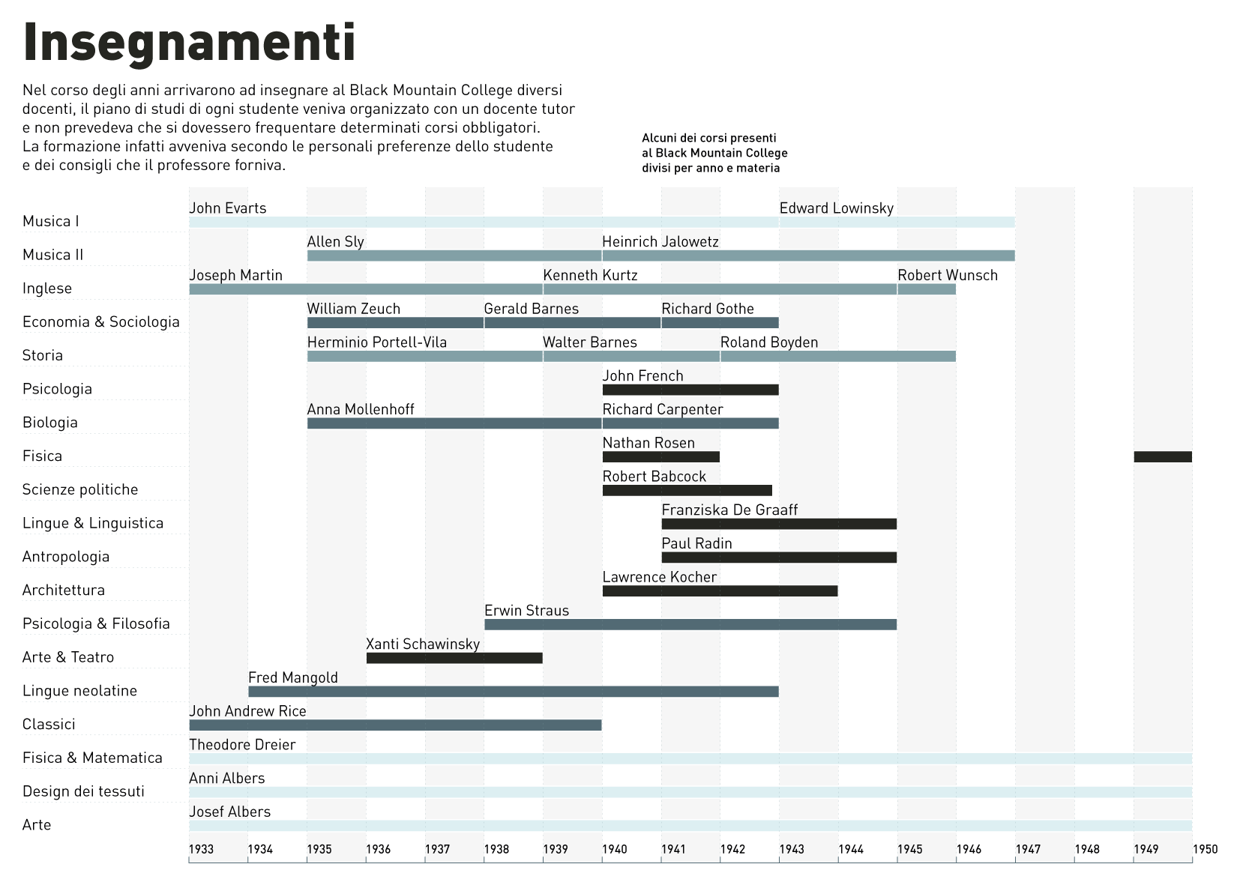 Insegnamenti
Nel corso degli anni arrivarono ad insegnare al Black Mountain College diversi
docenti, il piano di studi di ogni studente veniva organizzato con un docente tutor
e non prevedeva che si dovessero frequentare determinati corsi obbligatori.
La formazione infatti avveniva secondo le personali preferenze dello studente
e dei consigli che il professore forniva.
Alcuni dei corsi presenti
al Black Mountain College
divisi per anno e materia
John Evarts Edward Lowinsky
Musica I
Allen Sly Heinrich Jalowetz
Musica II
Joseph Martin Kenneth Kurtz Robert Wunsch
Inglese
William Zeuch Gerald Barnes Richard Gothe
Economia & Sociologia
Herminio Portell-Vila Walter Barnes Roland Boyden
Storia
John French
Psicologia
Anna Mollenhoff Richard Carpenter
Biologia
Nathan Rosen
Fisica
Robert Babcock
Scienze politiche
Franziska De Graaff
Lingue & Linguistica
Paul Radin
Antropologia
Lawrence Kocher
Architettura
Erwin Straus
Psicologia & Filosofia
Xanti Schawinsky
Arte & Teatro
Fred Mangold
Lingue neolatine
John Andrew Rice
Classici
Theodore Dreier
Fisica & Matematica
Anni Albers
Design dei tessuti
Josef Albers
Arte
1933 1934 1935 1936 1937 1938 1939 1940 1941 1942 1943 1944 1945 1946 1947 1948 1949 1950